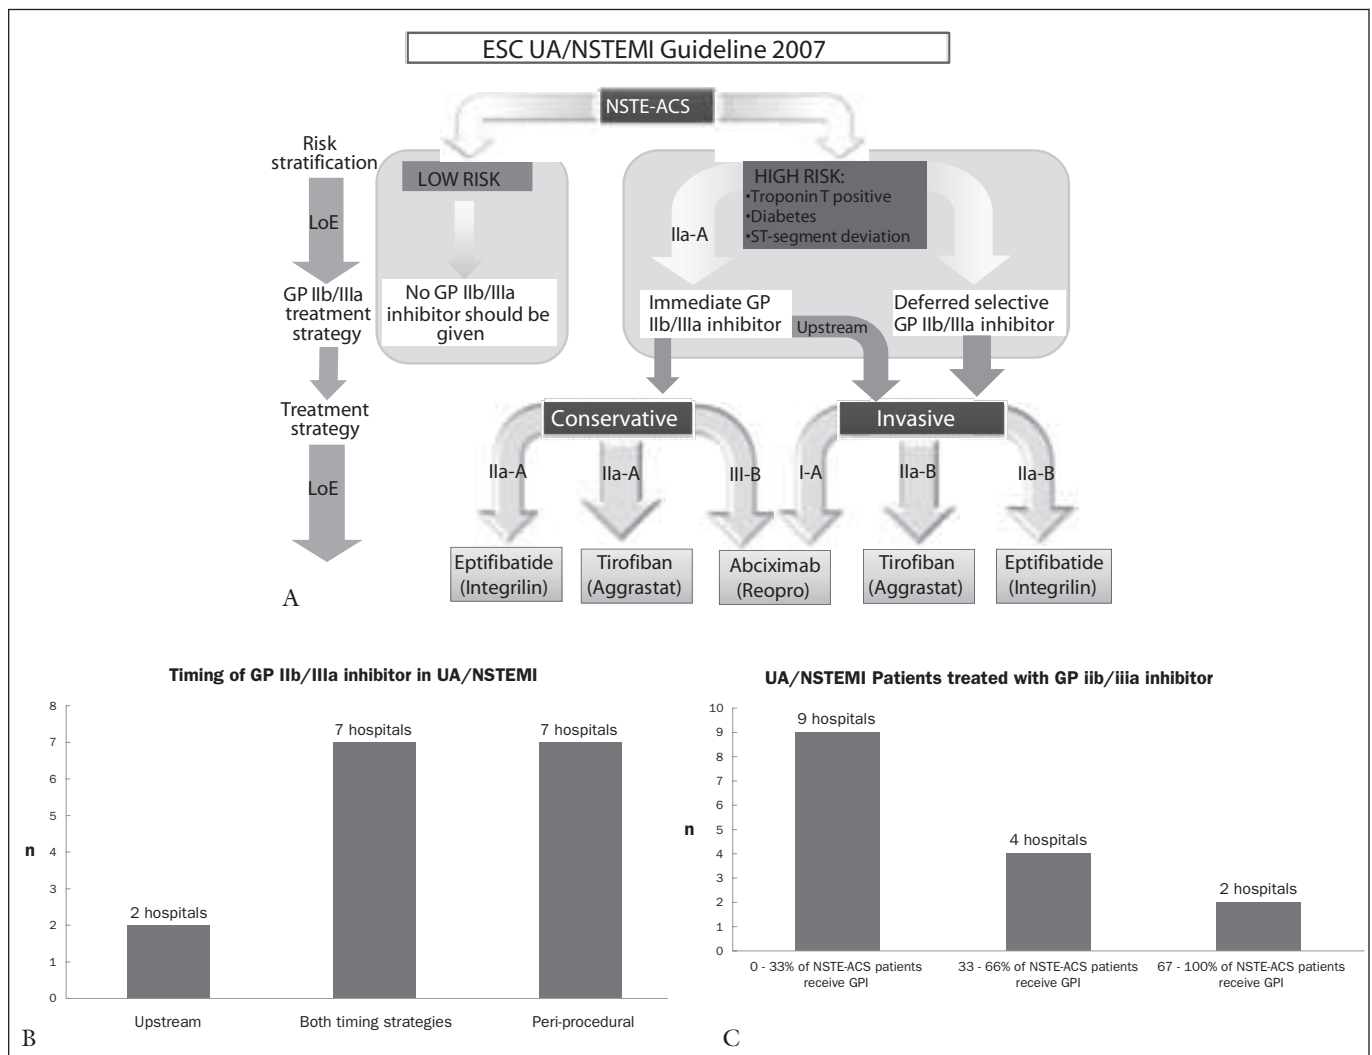 ESC UA/NSTEMI Guideline 2007
NSTE-ACS
Risk
stratification
LoE
GP IIb/IIIa
treatment
strategy
Treatment
strategy
LoE
LOW RISK
No GP IIb/IIIa
inhibitor should be
given
HIGH RISK:
•Troponin T positive
•Diabetes
•ST-segment deviation
IIa-A
Immediate GP
IIb/IIIa inhibitor
Upstream
Deferred selective
GP IIb/IIIa inhibitor
Conservative
Invasive
IIa-A
IIa-A
III-B
I-A
IIa-B
IIa-B
Eptifibatide
(Integrilin)
Tirofiban
(Aggrastat)
Abciximab
(Reopro)
Tirofiban
(Aggrastat)
Eptifibatide
(Integrilin)
A
Timing of GP IIb/IIIa inhibitor in UA/NSTEMI
8
7
6
5
4
3
2
1
0
n
2 hospitals
7 hospitals
7 hospitals
Upstream
Both timing strategies
Peri-procedural
B
UA/NSTEMI Patients treated with GP iib/iiia inhibitor
10
9
8
7
6
5
4
3
2
1
0
n
9 hospitals
4 hospitals
2 hospitals
0 - 33% of NSTE-ACS patients
receive GPI
33 - 66% of NSTE-ACS patients
receive GPI
67 - 100% of NSTE-ACS patients
receive GPI
C